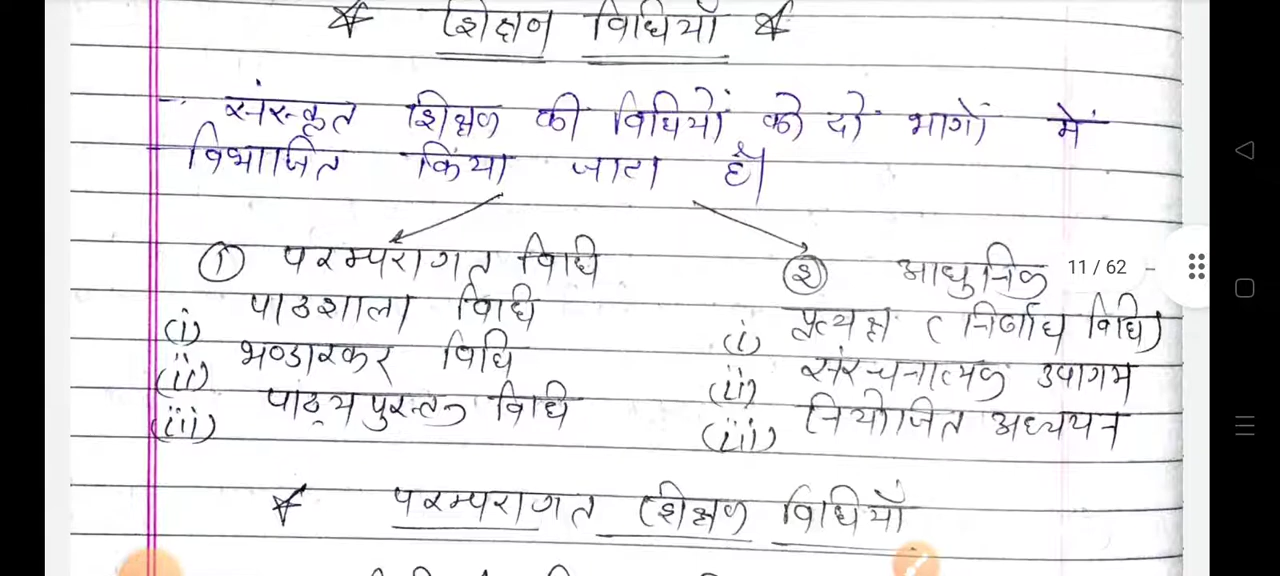 शिक्षण विधियाँ
संस्कृत शिक्षण की विधियों को दो भागों में
विभाजित किया जाता है।
① परम्परागत विधि
(i) पाठशाला विधि
(ii) भण्डारकर विधि
(iii) पाठ्यपुस्तक विधि
② आधुनिक
(i) प्रत्यक्ष ( निर्बाध विधि)
(ii) संरचनात्मक उपागम
(iii) नियोजित अध्ययन
11 / 62
परम्परागत शिक्षण विधियाँ